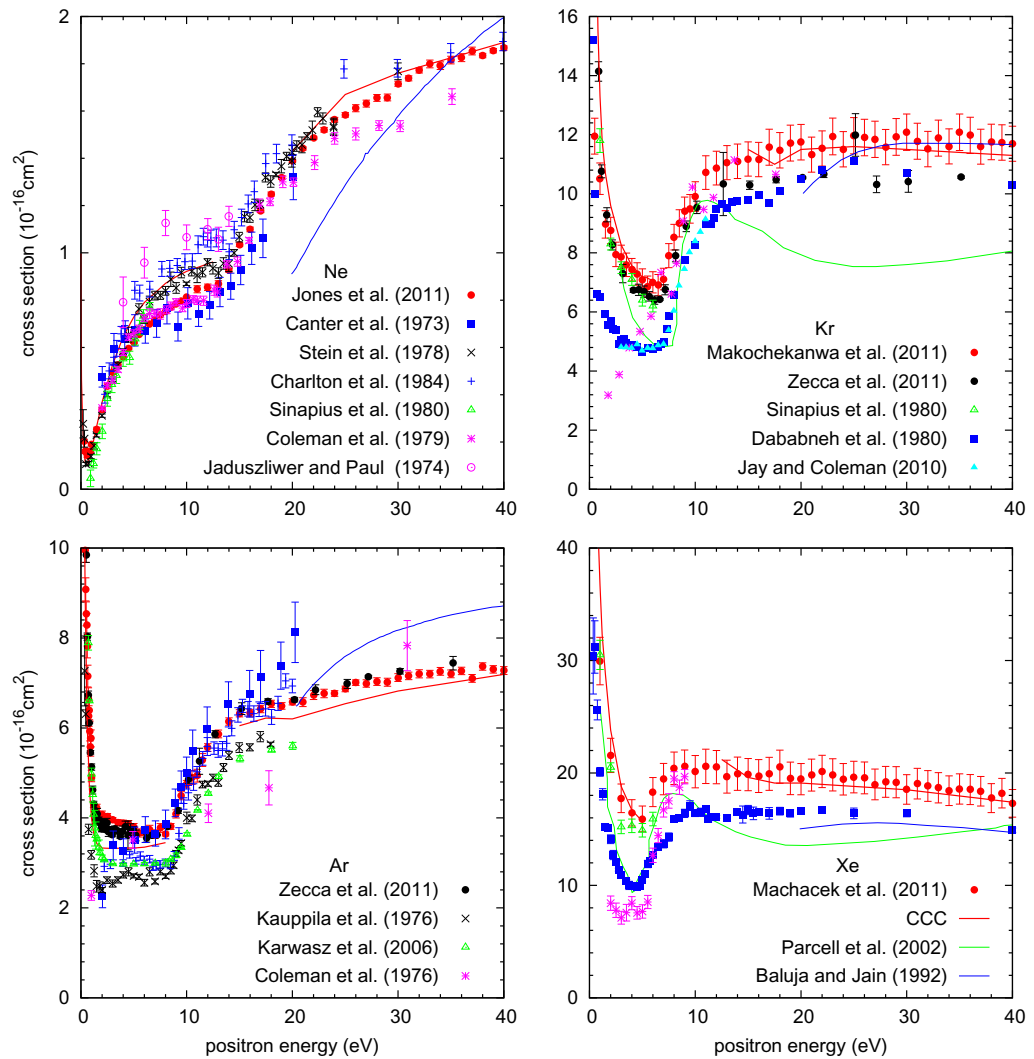 2
1
0
cross section (10⁻¹⁶cm²)
0 10 20 30 40
Ne
Jones et al. (2011)
Canter et al. (1973)
Stein et al. (1978)
Charlton et al. (1984)
Sinapius et al. (1980)
Coleman et al. (1979)
Jaduszliwer and Paul (1974)
16
14
12
10
8
6
4
2
0
0 10 20 30 40
Kr
Makochekanwa et al. (2011)
Zecca et al. (2011)
Sinapius et al. (1980)
Dababneh et al. (1980)
Jay and Coleman (2010)
10
8
6
4
2
0
cross section (10⁻¹⁶cm²)
0 10 20 30 40
positron energy (eV)
Ar
Zecca et al. (2011)
Kauppila et al. (1976)
Karwasz et al. (2006)
Coleman et al. (1976)
40
30
20
10
0
0 10 20 30 40
positron energy (eV)
Xe
Machacek et al. (2011)
CCC
Parcell et al. (2002)
Baluja and Jain (1992)